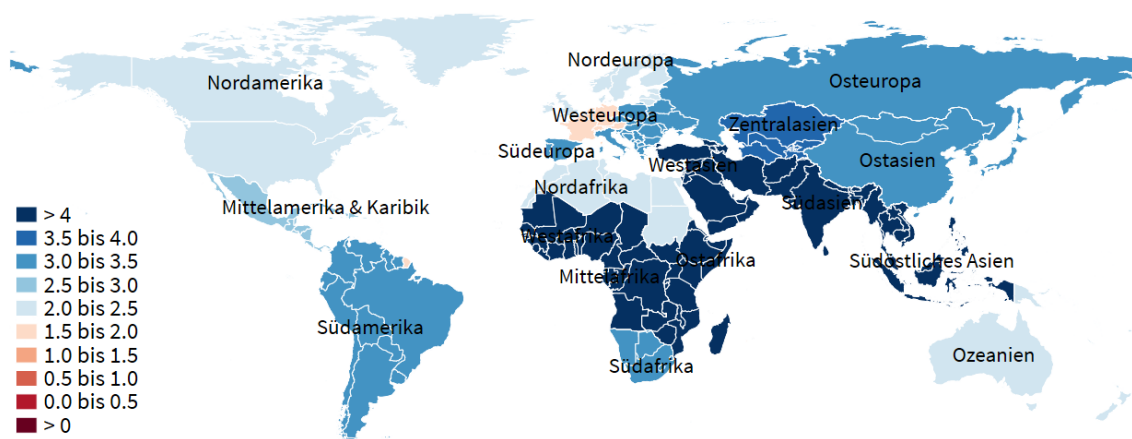 Nordeuropa
Nordamerika
Osteuropa
Westeuropa
Zentralasien
Südeuropa
Ostasien
Westasien
Nordafrika
Südasien
Mittelamerika & Karibik
Westafrika
Ostafrika
Südöstliches Asien
Mittelafrika
Südamerika
Ozeanien
Südafrika
> 4
3.5 bis 4.0
3.0 bis 3.5
2.5 bis 3.0
2.0 bis 2.5
1.5 bis 2.0
1.0 bis 1.5
0.5 bis 1.0
0.0 bis 0.5
> 0